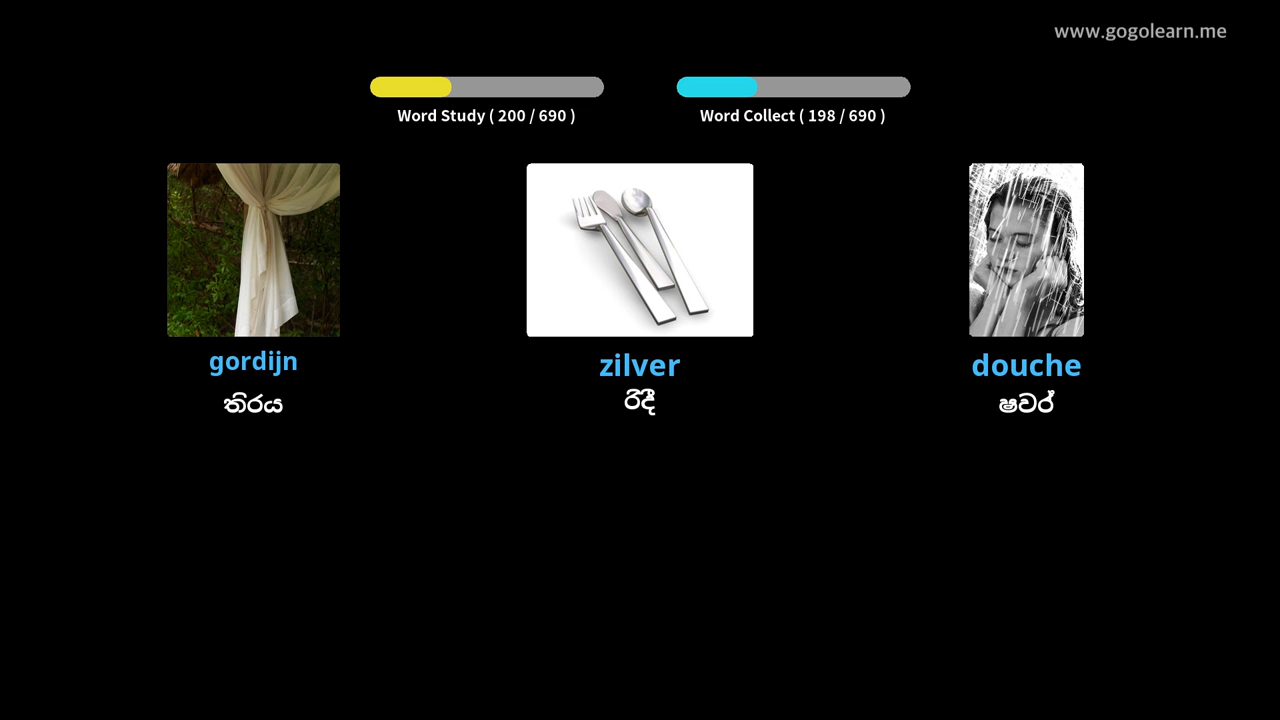 www.gogolearn.me
Word Study ( 200 / 690 )
Word Collect ( 198 / 690 )
gordijn
zilver
douche
තිරය
රිදී
ෂවර්